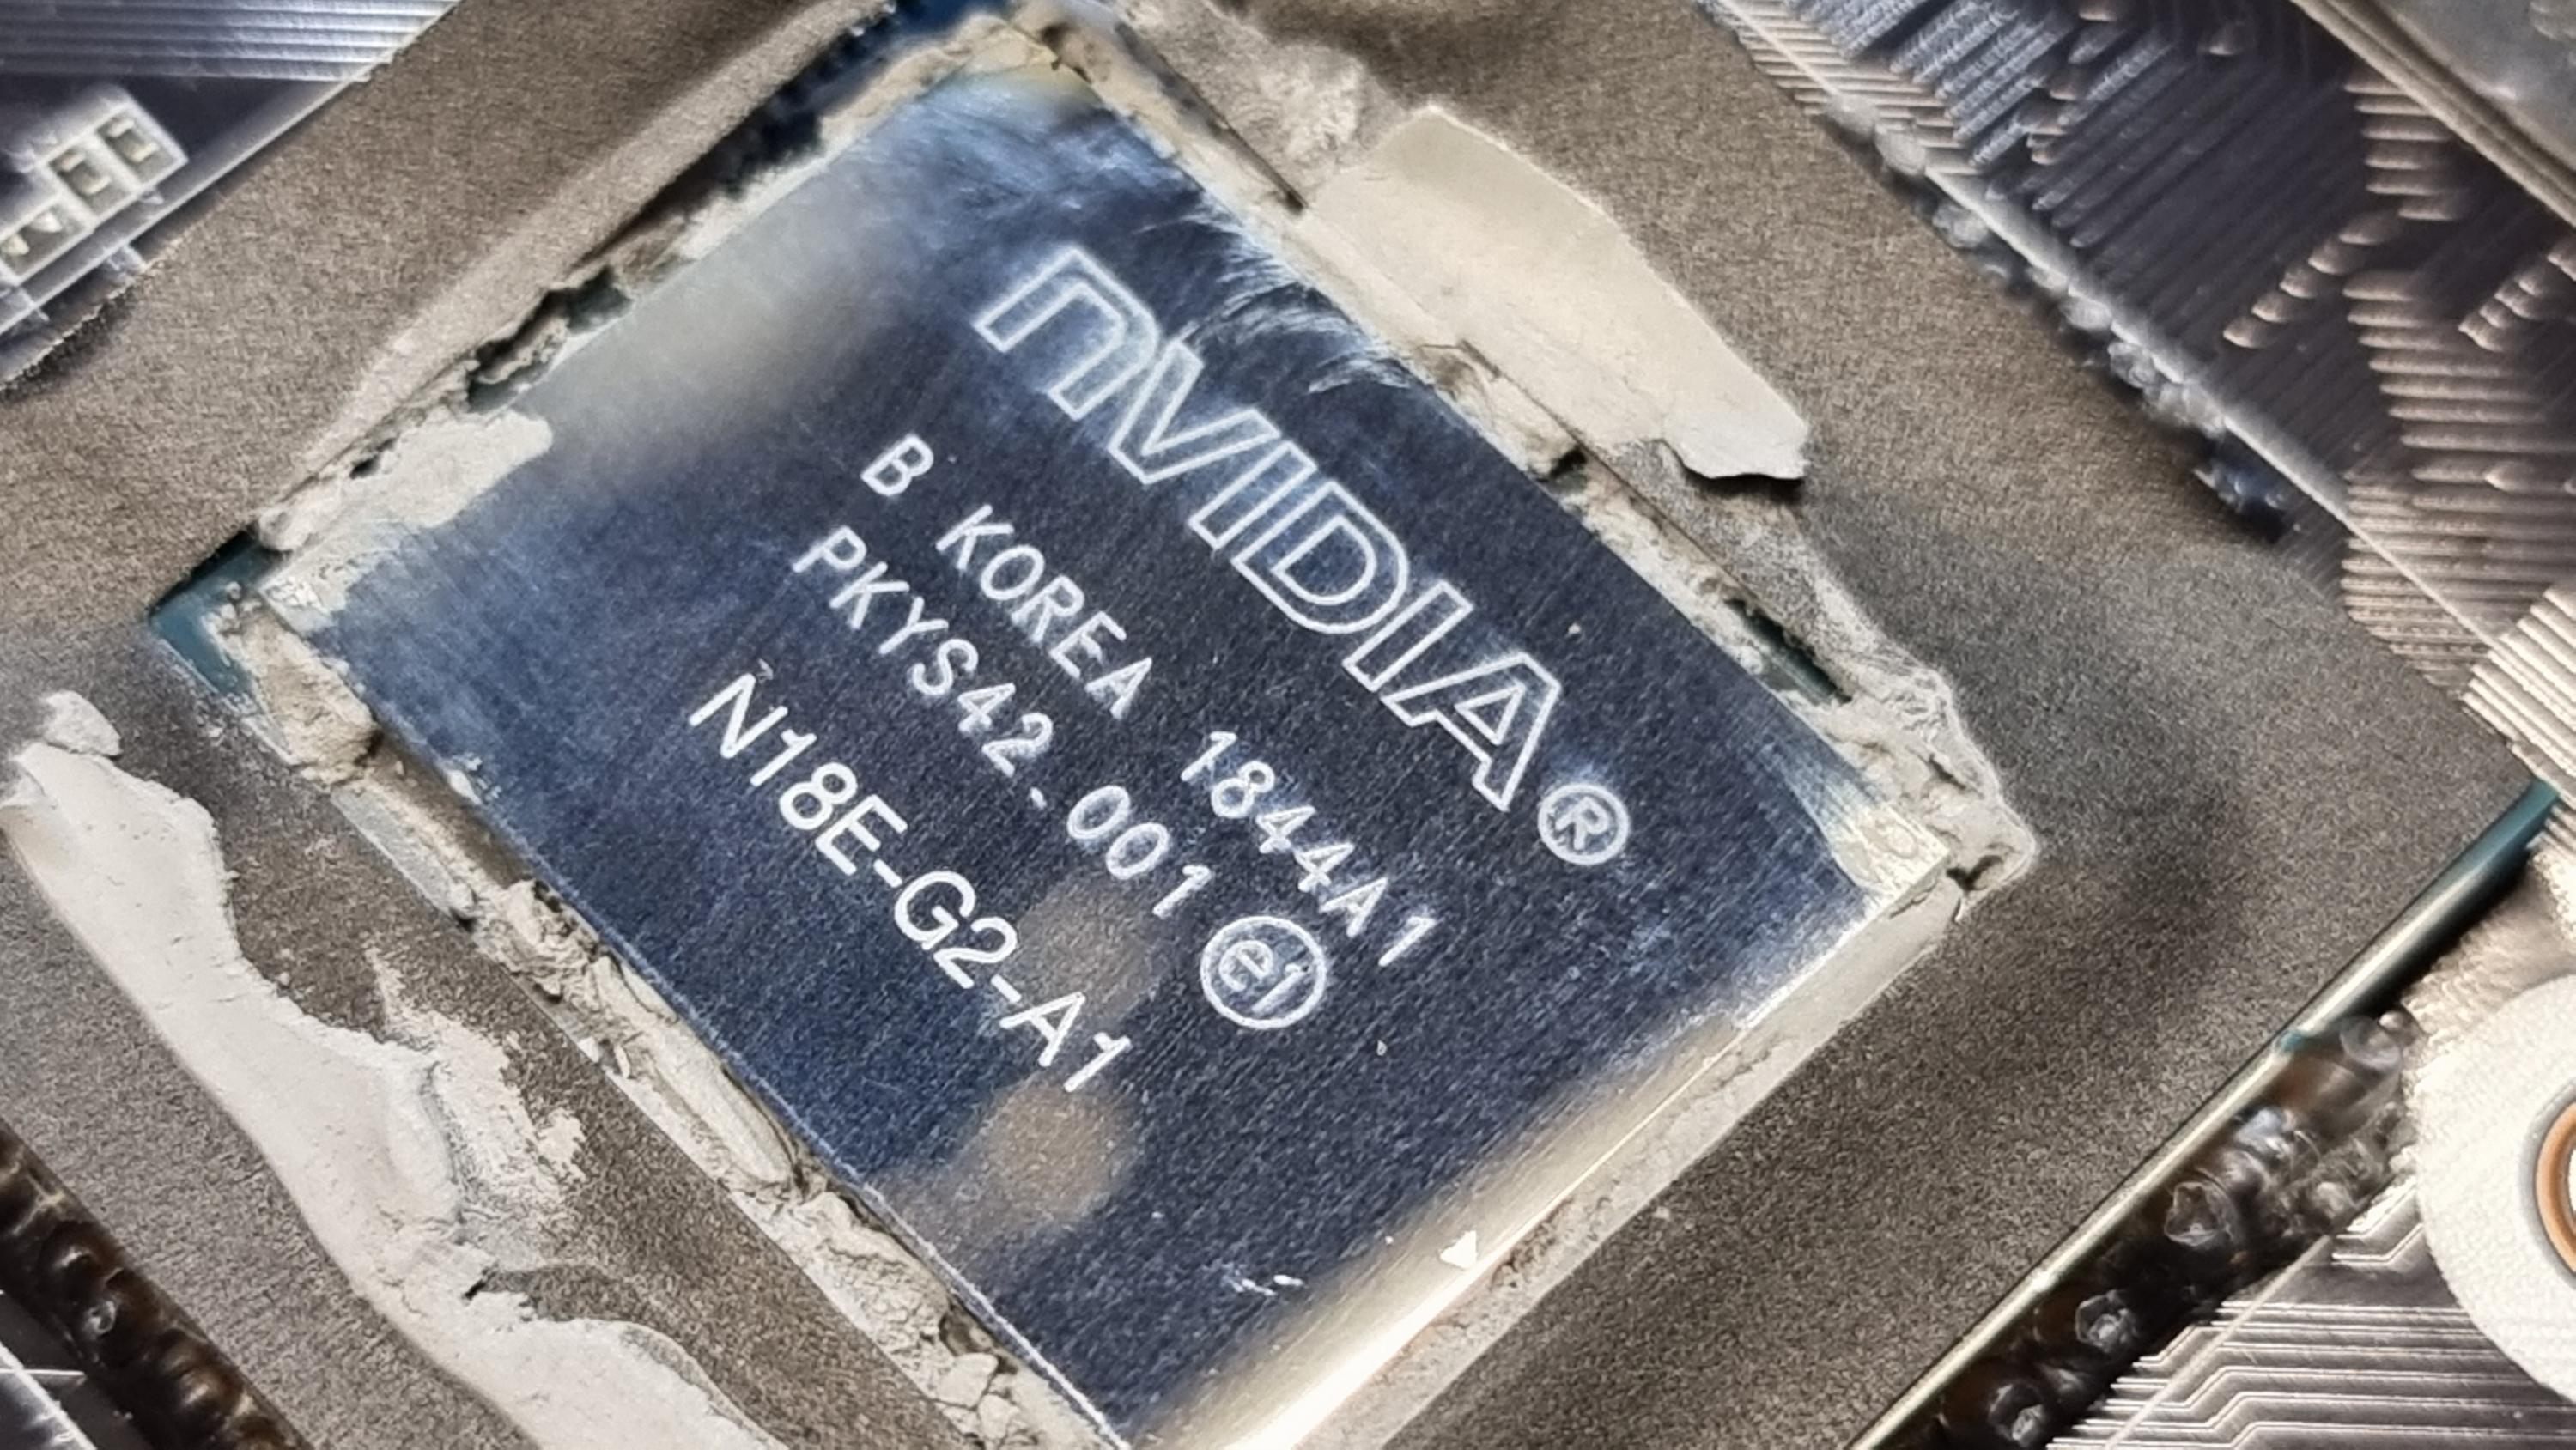 nVIDIA®
B KOREA 1844A1
PKYS42.001 e1
N18E-G2-A1